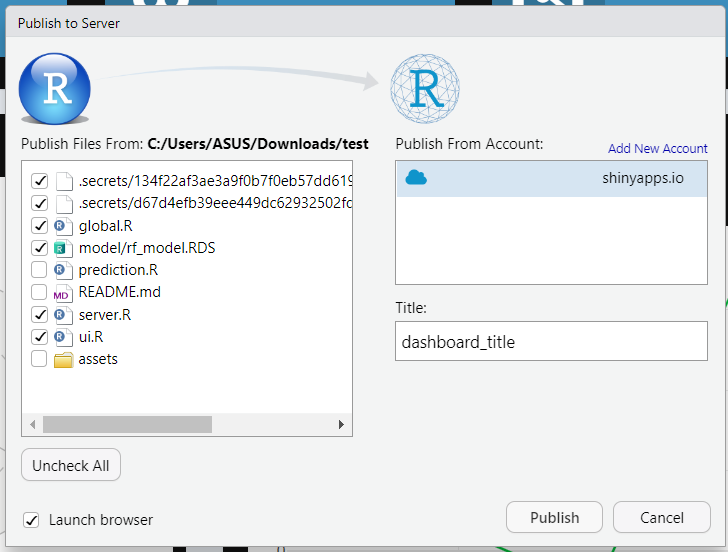 Publish to Server
R
R
Publish Files From: C:/Users/ASUS/Downloads/test
.secrets/134f22af3ae3a9f0b7f0eb57dd619
.secrets/d67d4efb39eee449dc62932502fd
global.R
model/rf_model.RDS
prediction.R
MD README.md
server.R
ui.R
assets
Uncheck All
Launch browser
Publish From Account:
Add New Account
shinyapps.io
Title:
dashboard_title
Publish
Cancel